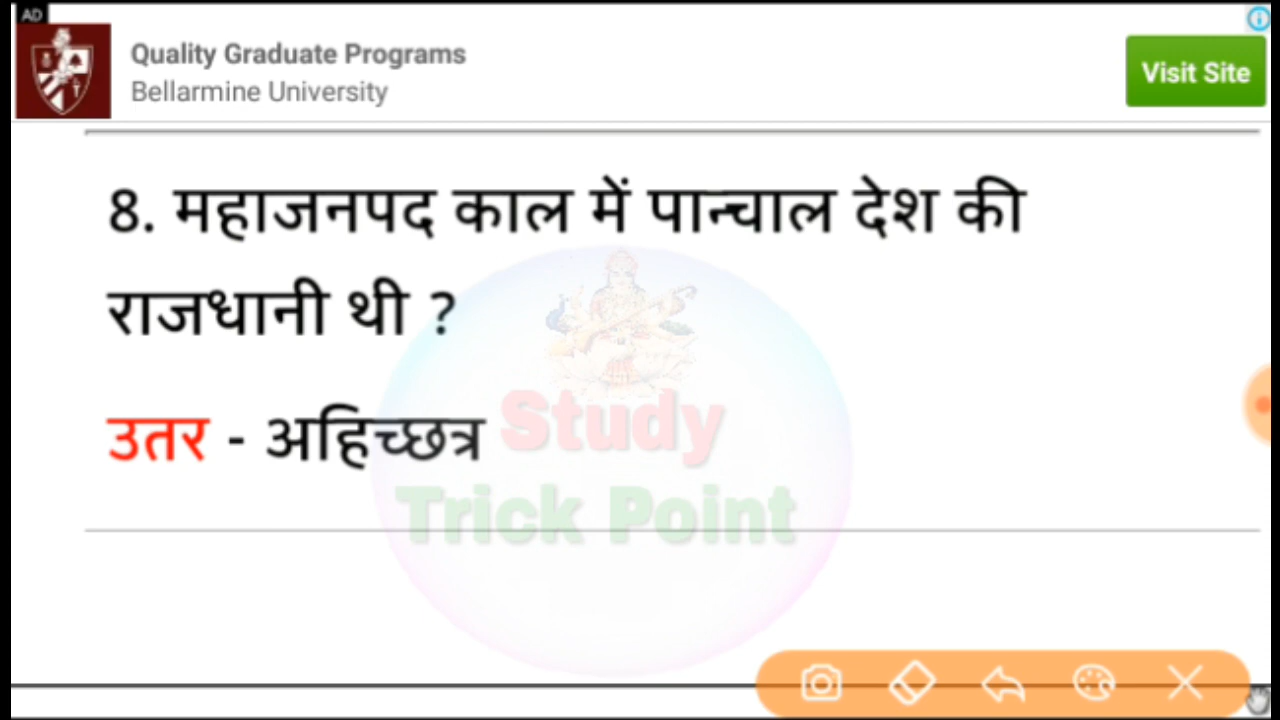 AD
Quality Graduate Programs
Bellarmine University
Visit Site
8. महाजनपद काल में पान्चाल देश की
राजधानी थी ?
उतर - अहिच्छत्र
Study
Trick Point